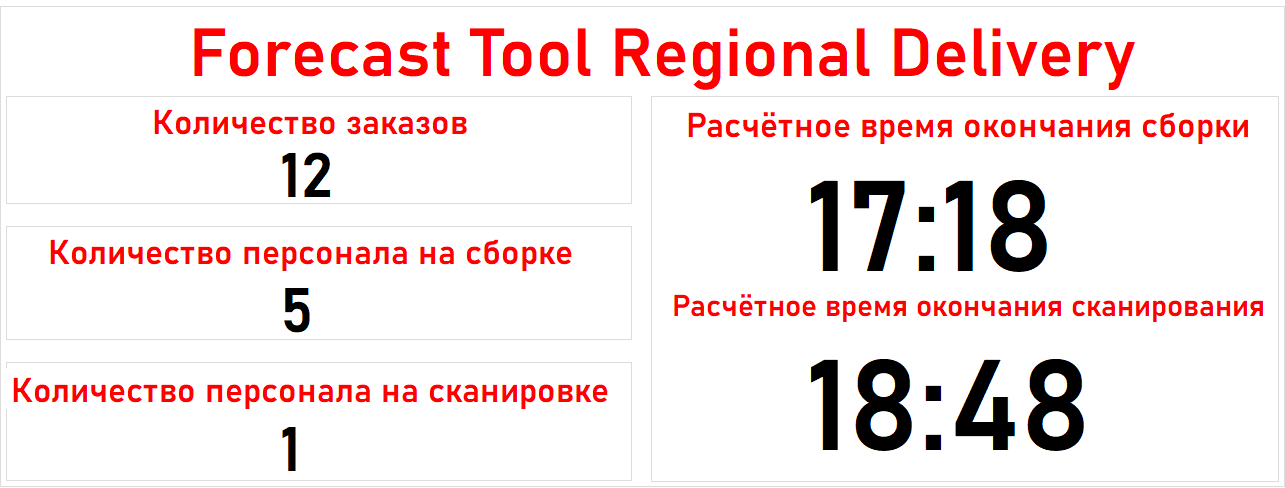 Forecast Tool Regional Delivery
Количество заказов
12
Количество персонала на сборке
5
Количество персонала на сканировке
1
Расчётное время окончания сборки
17:18
Расчётное время окончания сканирования
18:48